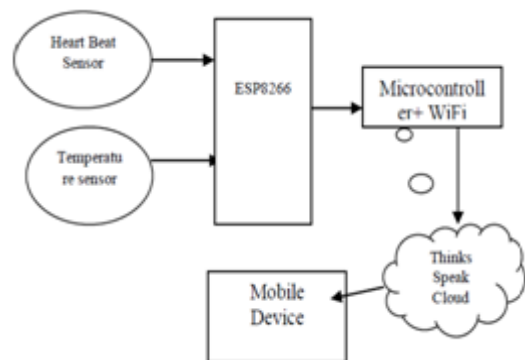 Heart Beat
Sensor
ESP8266
Microcontroll
er+ WiFi
Temperatu
re sensor
Thinks
Speak
Cloud
Mobile
Device